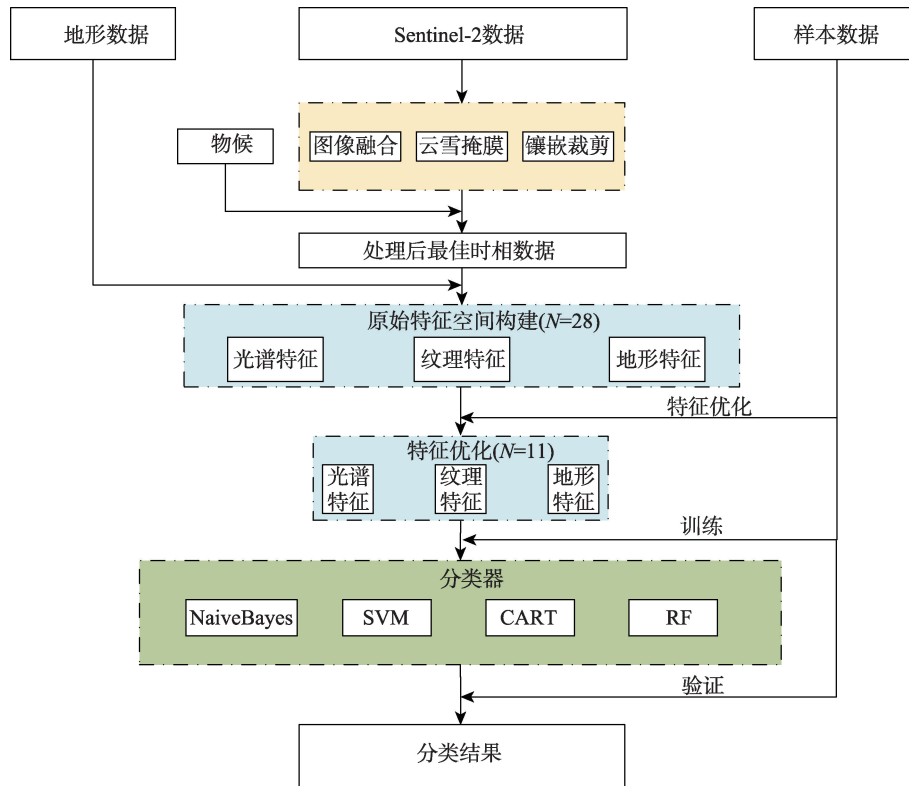 地形数据
Sentinel-2数据
样本数据
图像融合
云雪掩膜
镶嵌裁剪
物候
处理后最佳时相数据
原始特征空间构建(N=28)
光谱特征
纹理特征
地形特征
特征优化
特征优化(N=11)
光谱
特征
纹理
特征
地形
特征
训练
分类器
NaiveBayes
SVM
CART
RF
验证
分类结果